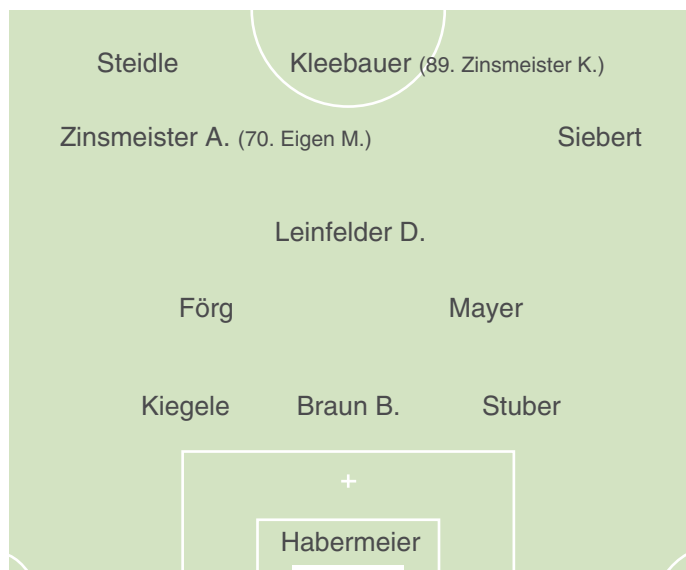 Steidle Kleebauer (89. Zinsmeister K.)
Zinsmeister A. (70. Eigen M.) Siebert
Leinfelder D.
Förg Mayer
Kiegele Braun B. Stuber
Habermeier